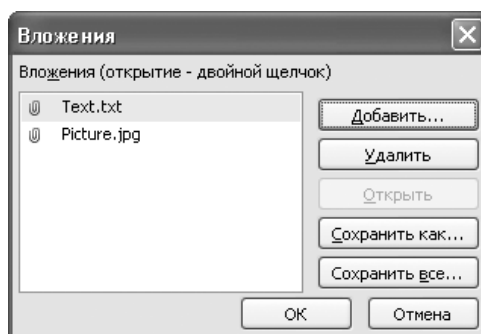 Вложения
Вложения (открытие - двойной щелчок)
Text.txt
Picture.jpg
Добавить...
Удалить
Открыть
Сохранить как...
Сохранить все...
ОК
Отмена